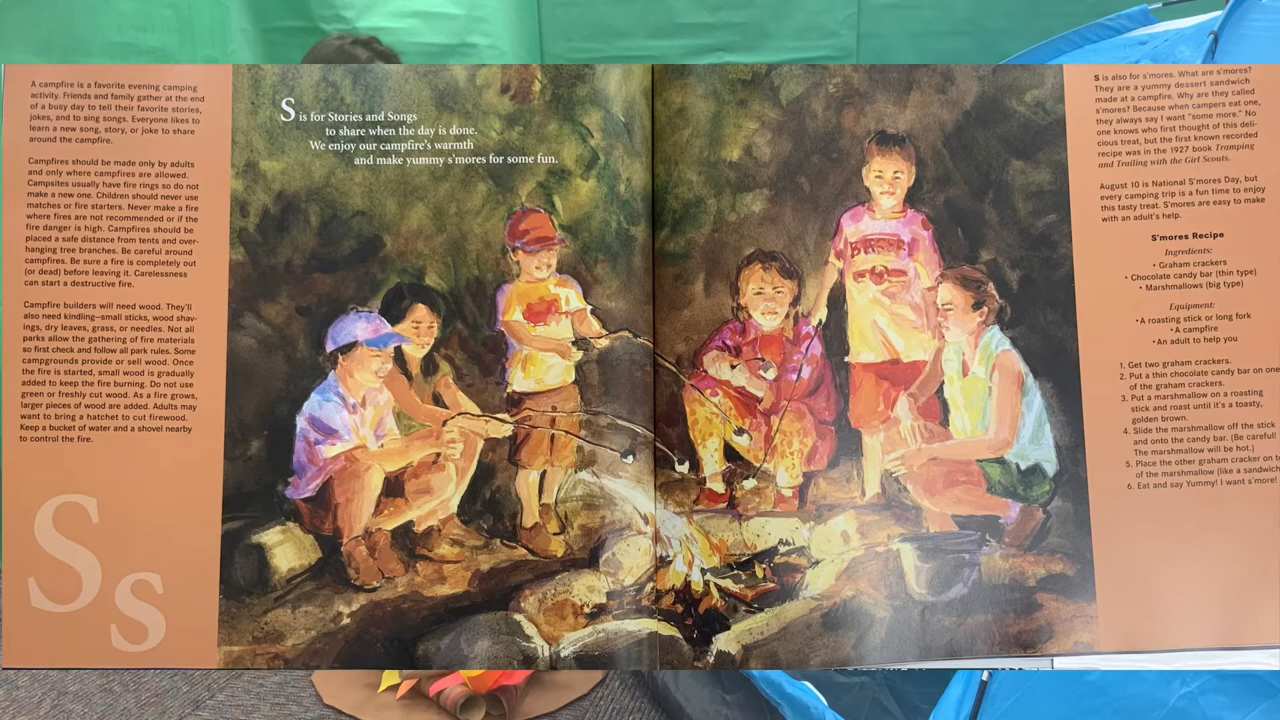 A campfire is a favorite evening camping
activity. Friends and family gather at the end
of a busy day to tell their favorite stories,
jokes, and to sing songs. Everyone likes to
learn a new song, story, or joke to share
around the campfire.
Campfires should be made only by adults
and only where campfires are allowed.
Campsites usually have fire rings so do not
make a new one. Children should never use
matches or fire starters. Never make a fire
where fires are not recommended or if the
fire danger is high. Campfires should be
placed a safe distance from tents and over-
hanging tree branches. Be careful around
campfires. Be sure a fire is completely out
(or dead) before leaving it. Carelessness
can start a destructive fire.
Campfire builders will need wood. They'll
also need kindling—small sticks, wood shav-
ings, dry leaves, grass, or needles. Not all
parks allow the gathering of fire materials
so first check and follow all park rules. Some
campgrounds provide or sell wood. Once
the fire is started, small wood is gradually
added to keep the fire burning. Do not use
green or freshly cut wood. As a fire grows,
larger pieces of wood are added. Adults may
want to bring a hatchet to cut firewood.
Keep a bucket of water and a shovel nearby
to control the fire.
Ss
S is for Stories and Songs
to share when the day is done.
We enjoy our campfire's warmth
and make yummy s'mores for some fun.
S is also for s'mores. What are s'mores?
They are a yummy dessert sandwich
made at a campfire. Why are they called
s'mores? Because when campers eat one,
they always say I want "some more." No
one knows who first thought of this deli-
cious treat, but the first known recorded
recipe was in the 1927 book Tramping
and Trailing with the Girl Scouts.
August 10 is National S'mores Day, but
every camping trip is a fun time to enjoy
this tasty treat. S'mores are easy to make
with an adult's help.
S'mores Recipe
Ingredients:
• Graham crackers
• Chocolate candy bar (thin type)
• Marshmallows (big type)
Equipment:
• A roasting stick or long fork
• A campfire
• An adult to help you
1. Get two graham crackers.
2. Put a thin chocolate candy bar on one
of the graham crackers.
3. Put a marshmallow on a roasting
stick and roast until it's a toasty,
golden brown.
4. Slide the marshmallow off the stick
and onto the candy bar. (Be careful!
The marshmallow will be hot.)
5. Place the other graham cracker on
of the marshmallow (like a sandwich
6. Eat and say Yummy! I want s'more!